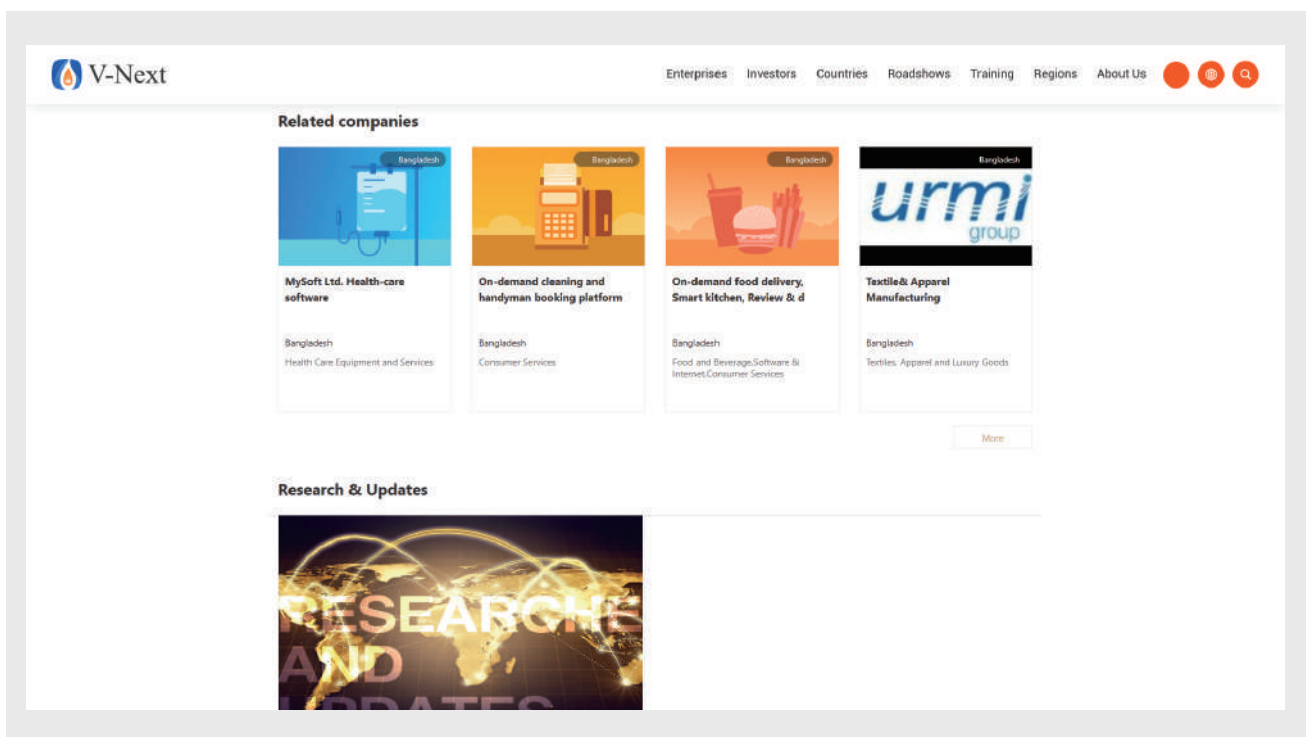 V-Next
Enterprises Investors Countries Roadshows Training Regions About Us
Related companies
Bangladesh
Bangladesh
Bangladesh
Bangladesh
urmi
group
MySoft Ltd. Health-care
software
Bangladesh
Health Care Equipment and Services
On-demand cleaning and
handyman booking platform
Bangladesh
Consumer Services
On-demand food delivery,
Smart kitchen, Review & d
Bangladesh
Food and Beverage,Software &
Internet,Consumer Services
Textile& Apparel
Manufacturing
Bangladesh
Textiles, Apparel and Luxury Goods
More
Research & Updates
RESEARCHE
AND
UPDATES